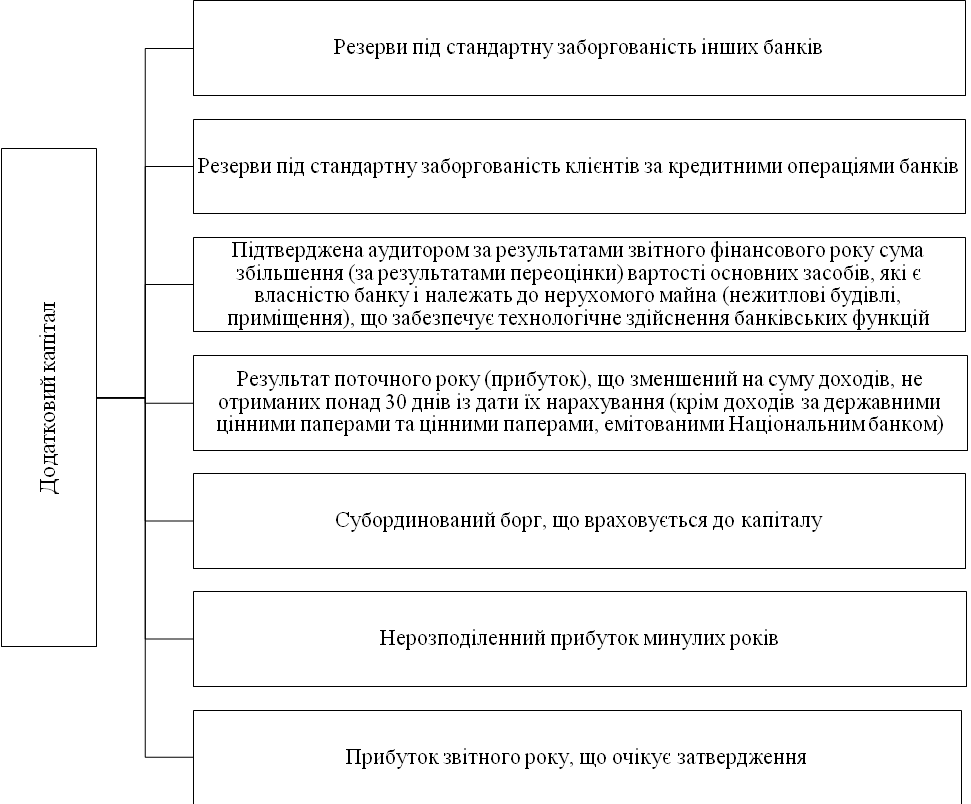 Додатковий капітал
Резерви під стандартну заборгованість інших банків
Резерви під стандартну заборгованість клієнтів за кредитними операціями банків
Підтверджена аудитором за результатами звітного фінансового року сума
збільшення (за результатами переоцінки) вартості основних засобів, які є
власністю банку і належать до нерухомого майна (нежитлові будівлі,
приміщення), що забезпечує технологічне здійснення банківських функцій
Результат поточного року (прибуток), що зменшений на суму доходів, не
отриманих понад 30 днів із дати їх нарахування (крім доходів за державними
цінними паперами та цінними паперами, емітованими Національним банком)
Субординований борг, що враховується до капіталу
Нерозподіленний прибуток минулих років
Прибуток звітного року, що очікує затвердження